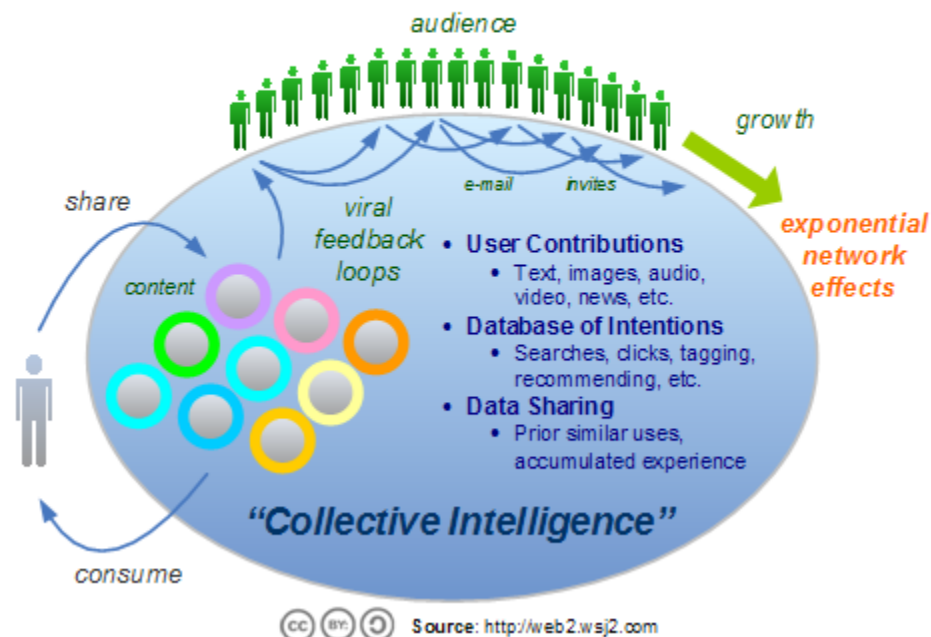 audience
growth
exponential
network
effects
e-mail
invites
share
viral
feedback
loops
content
• User Contributions
• Text, images, audio,
video, news, etc.
• Database of Intentions
• Searches, clicks, tagging,
recommending, etc.
• Data Sharing
• Prior similar uses,
accumulated experience
“Collective Intelligence”
consume
cc BY: Source: http://web2.wsj2.com